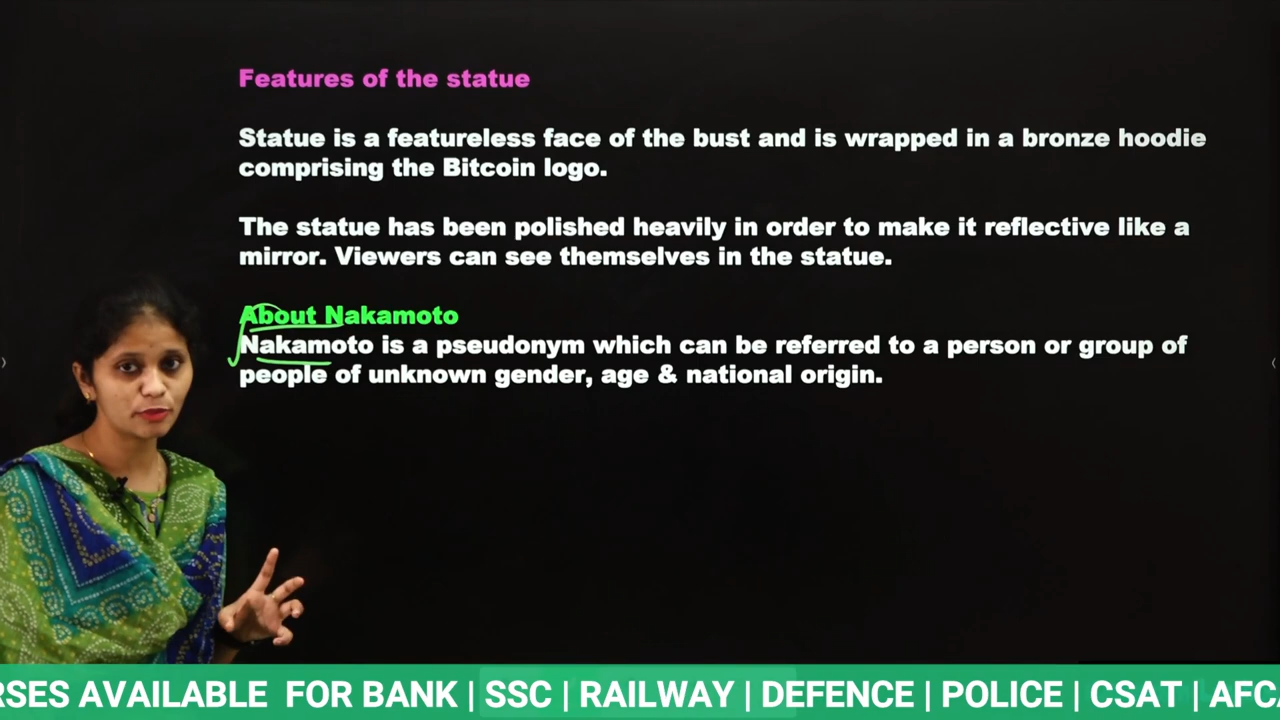 Features of the statue
Statue is a featureless face of the bust and is wrapped in a bronze hoodie
comprising the Bitcoin logo.
The statue has been polished heavily in order to make it reflective like a
mirror. Viewers can see themselves in the statue.
About Nakamoto
Nakamoto is a pseudonym which can be referred to a person or group of
people of unknown gender, age & national origin.
RSES AVAILABLE FOR BANK | SSC | RAILWAY | DEFENCE | POLICE | CSAT | AFC